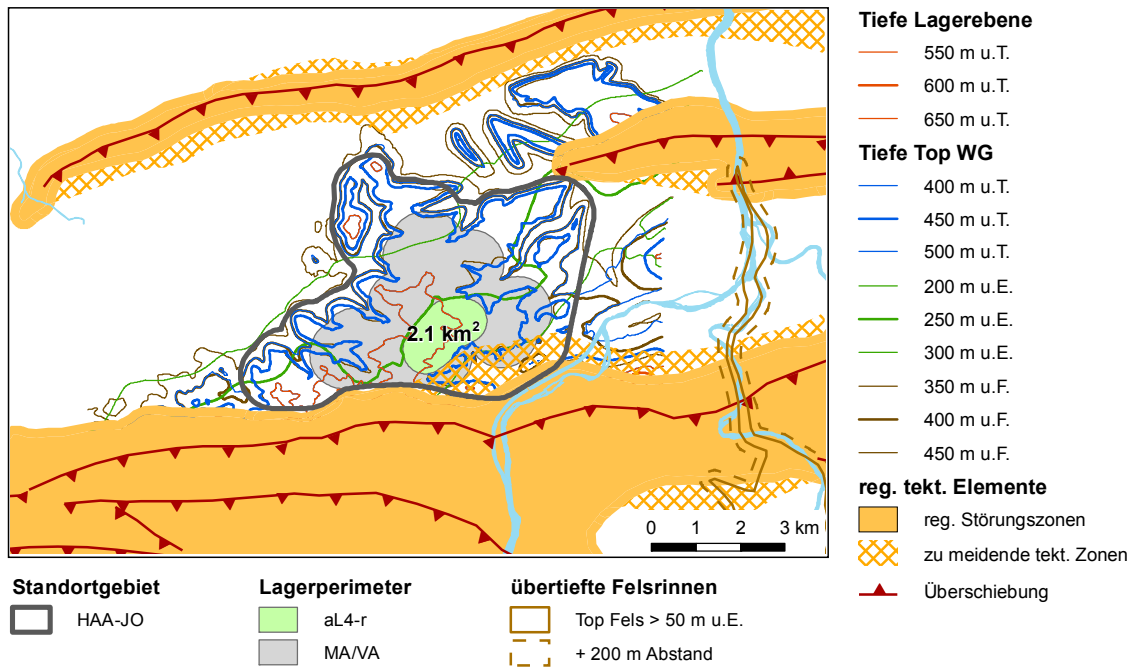 2.1 km²
0 1 2 3 km
Tiefe Lagerebene
550 m u.T.
600 m u.T.
650 m u.T.
Tiefe Top WG
400 m u.T.
450 m u.T.
500 m u.T.
200 m u.E.
250 m u.E.
300 m u.E.
350 m u.F.
400 m u.F.
450 m u.F.
reg. tekt. Elemente
reg. Störungszonen
zu meidende tekt. Zonen
Überschiebung
Standortgebiet
HAA-JO
Lagerperimeter
aL4-r
MA/VA
übertiefte Felsrinnen
Top Fels > 50 m u.E.
+ 200 m Abstand